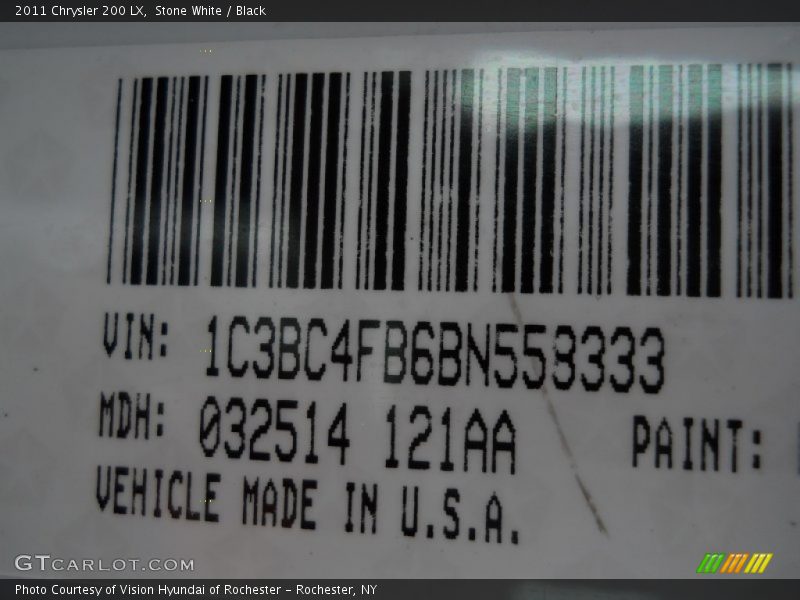 2011 Chrysler 200 LX, Stone White / Black
VIN: 1C3BC4FB6BN558333
MDH: 032514 121AA
PAINT:
VEHICLE MADE IN U.S.A.
GTCARLOT.COM
Photo Courtesy of Vision Hyundai of Rochester – Rochester, NY